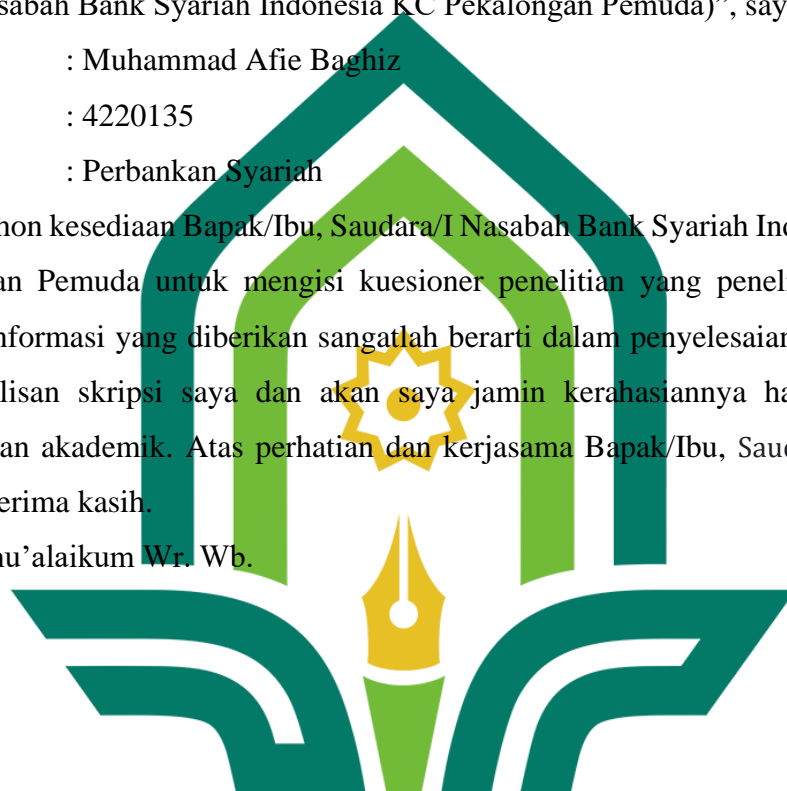 sabah Bank Syariah Indonesia KC Pekalongan Pemuda)”, say
: Muhammad Afie Baghiz
: 4220135
: Perbankan Syariah
hon kesediaan Bapak/Ibu, Saudara/I Nasabah Bank Syariah Ind
an Pemuda untuk mengisi kuesioner penelitian yang penel
nformasi yang diberikan sangatlah berarti dalam penyelesaian
lisan skripsi saya dan akan saya jamin kerahasiannya ha
an akademik. Atas perhatian dan kerjasama Bapak/Ibu, Sau
erima kasih.
u’alaikum Wr. Wb.